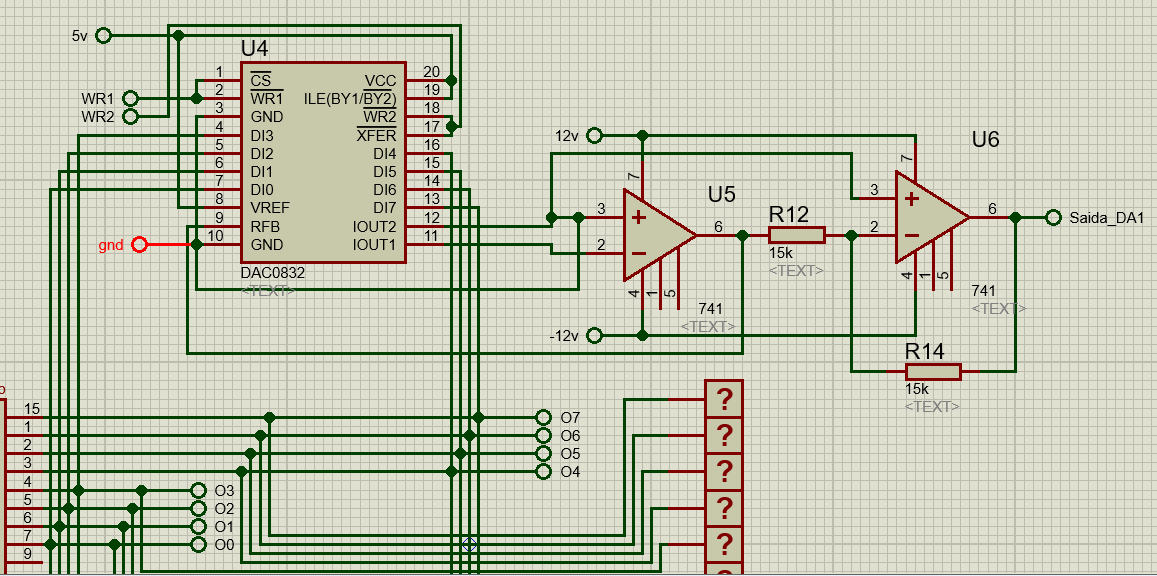 5v
U4
1 CS VCC 20
WR1 2 WR1 ILE(BY1/BY2) 19
WR2 3 GND WR2 18
4 DI3 XFER 17
5 DI2 DI4 16
6 DI1 DI5 15
7 DI0 DI6 14
8 VREF DI7 13
9 RFB IOUT2 12
gnd 10 GND IOUT1 11
DAC0832
<TEXT>
12v
U5
7
3 +
2 −
6
4 1 5
741
<TEXT>
-12v
R12
15k
<TEXT>
U6
7
3 +
2 −
6
Saida_DA1
4 1 5
741
<TEXT>
R14
15k
<TEXT>
15 O7
1 O6
2 O5
3 O4
4 O3
5 O2
6 O1
7 O0
9
?
?
?
?
?